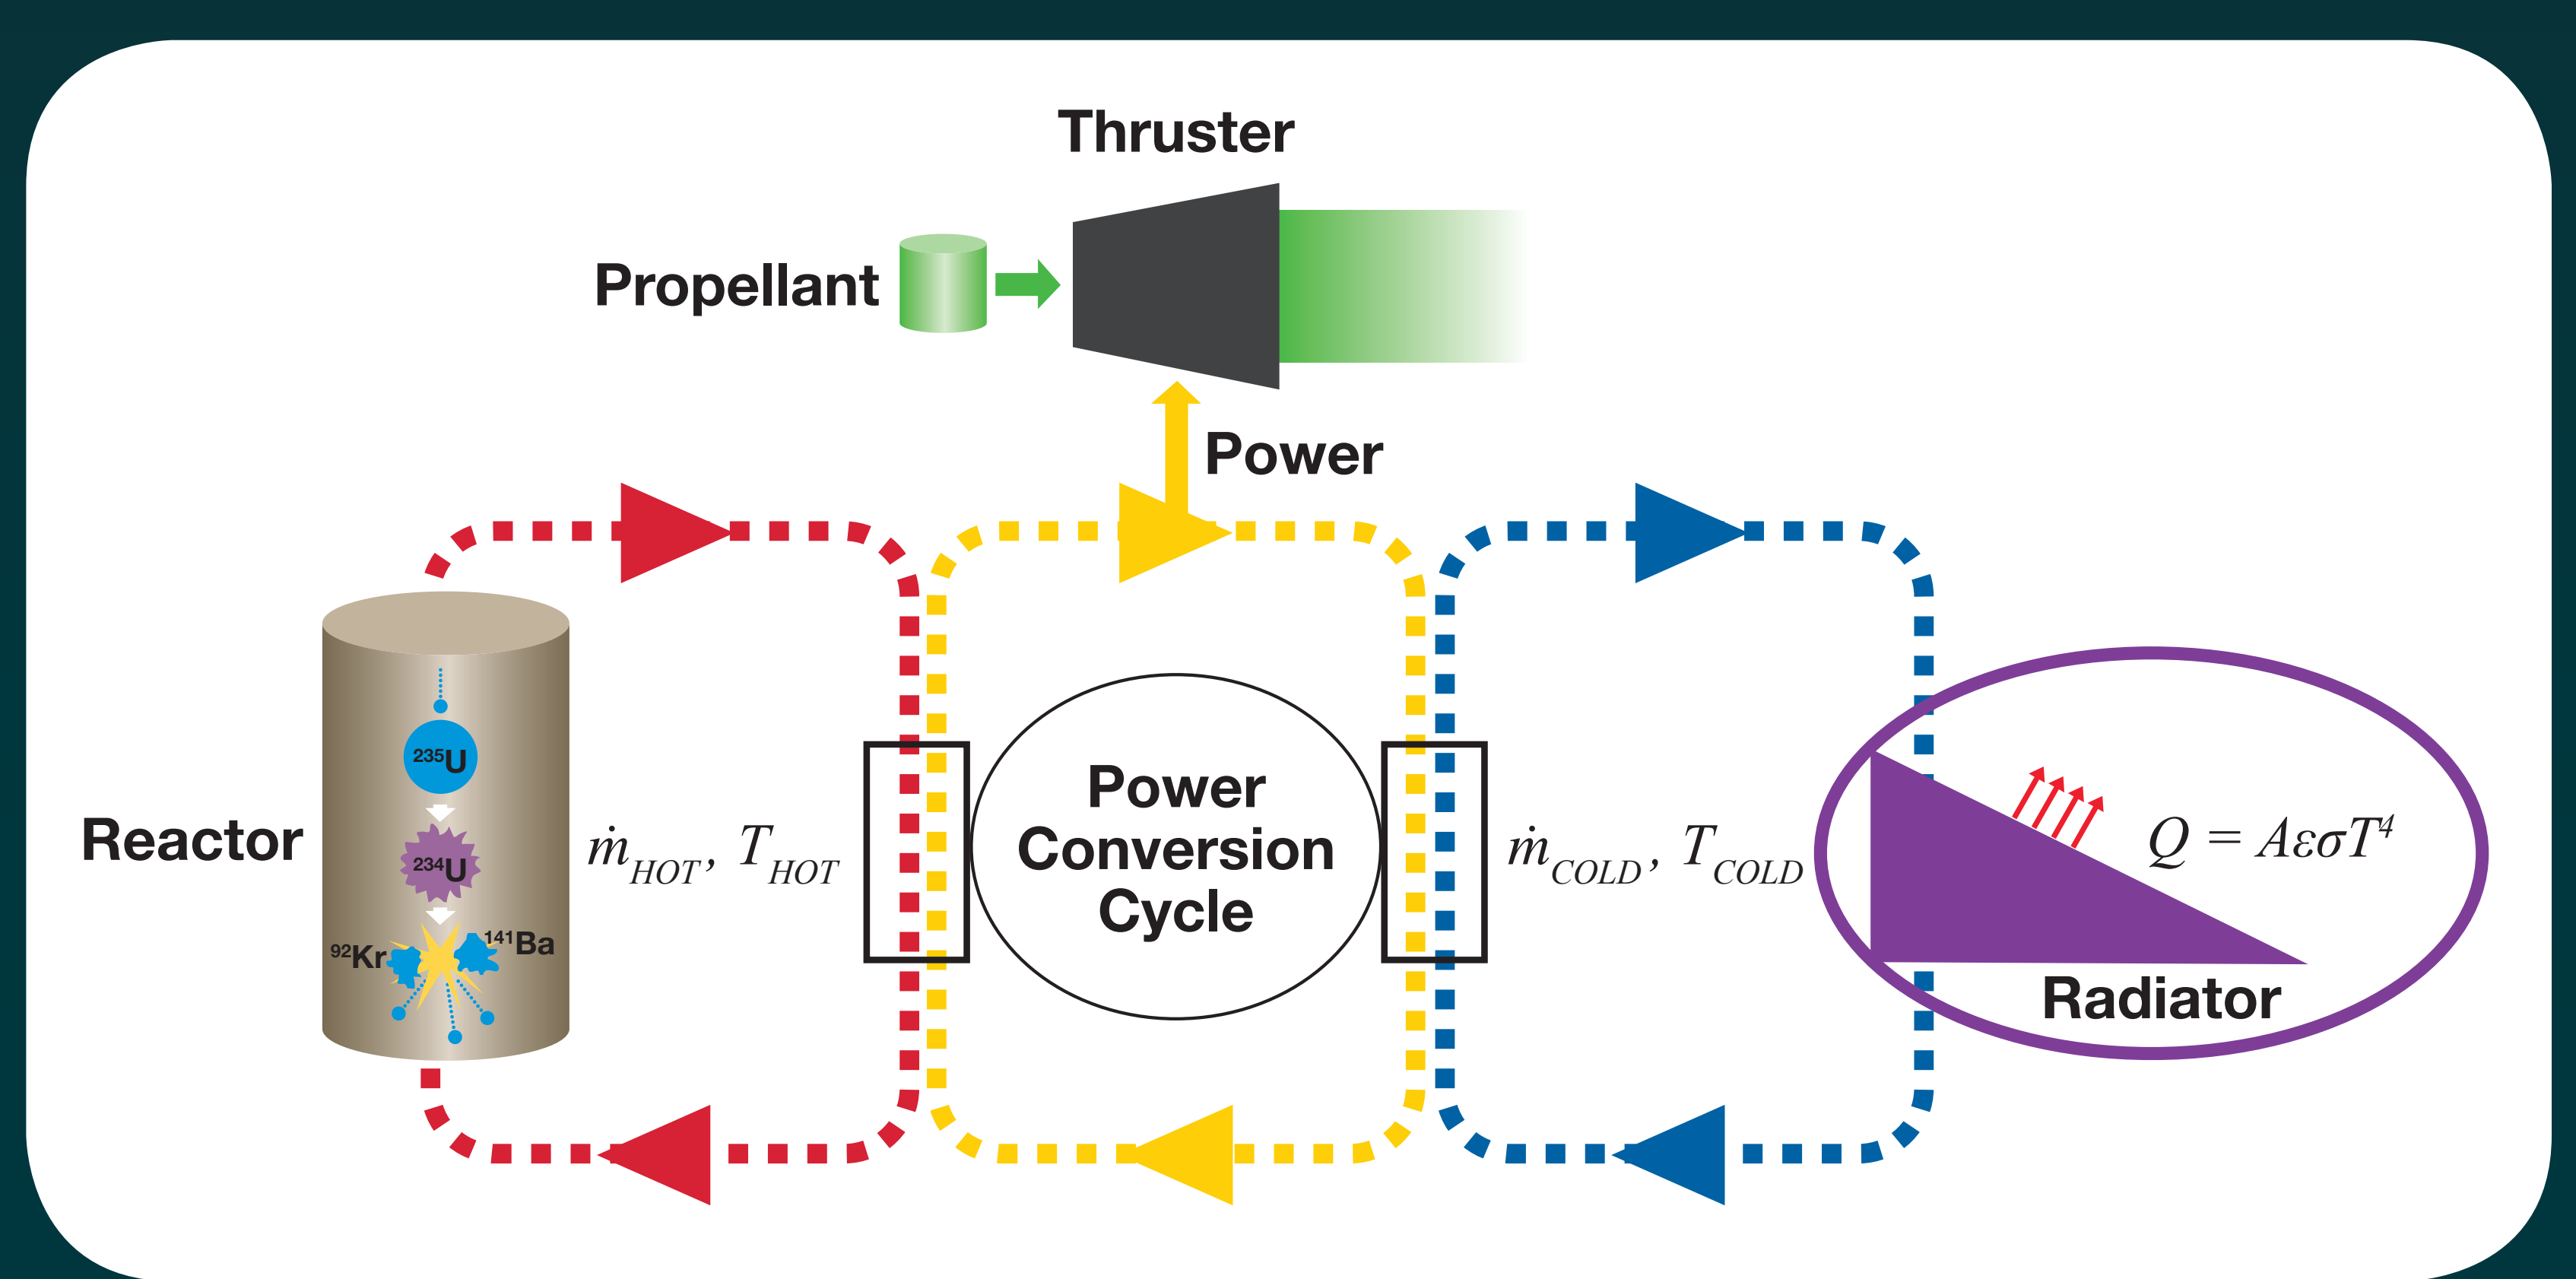 Thruster
Propellant
Power
Reactor
²³⁵U
²³⁴U
⁹²Kr
¹⁴¹Ba
ṁHOT, THOT
Power
Conversion
Cycle
ṁCOLD, TCOLD
Q = AεσT⁴
Radiator